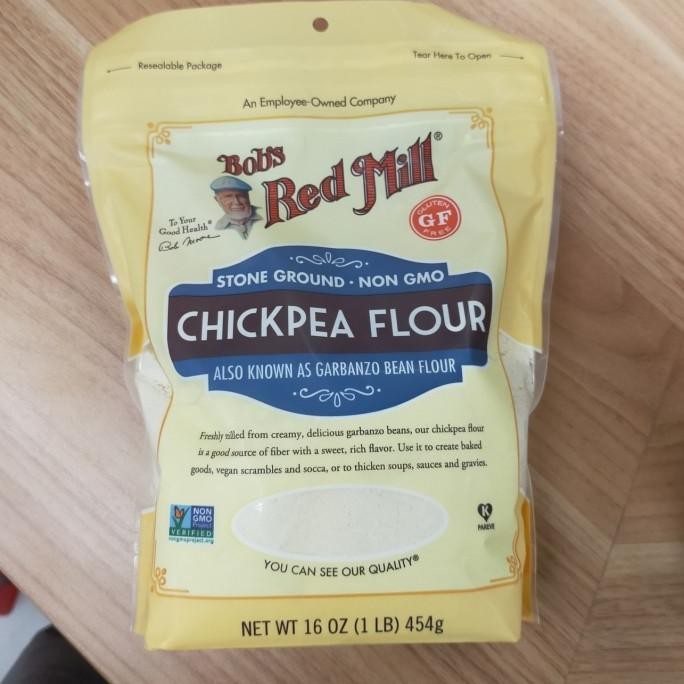 Resealable Package
Tear Here To Open
An Employee-Owned Company
Bob's
Red Mill®
To Your
Good Health®
Bob Moore
GLUTEN
GF
FREE
STONE GROUND · NON GMO
CHICKPEA FLOUR
ALSO KNOWN AS GARBANZO BEAN FLOUR
Freshly milled from creamy, delicious garbanzo beans, our chickpea flour
is a good source of fiber with a sweet, rich flavor. Use it to create baked
goods, vegan scrambles and socca, or to thicken soups, sauces and gravies.
NON
GMO
Project
VERIFIED
nongmoproject.org
K
PAREVE
YOU CAN SEE OUR QUALITY®
NET WT 16 OZ (1 LB) 454g